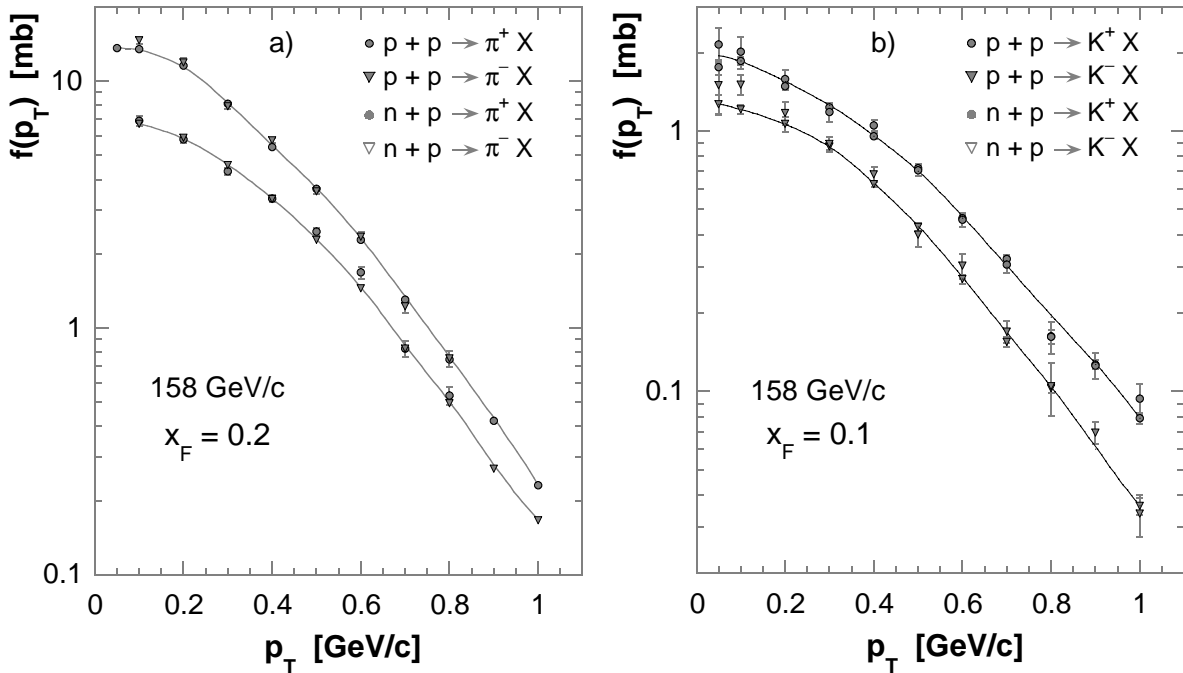 a)
f(p_T) [mb]
p + p → π⁺ X
p + p → π⁻ X
n + p → π⁺ X
n + p → π⁻ X
10
1
0.1
158 GeV/c
x_F = 0.2
0 0.2 0.4 0.6 0.8 1
p_T [GeV/c]
b)
f(p_T) [mb]
p + p → K⁺ X
p + p → K⁻ X
n + p → K⁺ X
n + p → K⁻ X
1
0.1
158 GeV/c
x_F = 0.1
0 0.2 0.4 0.6 0.8 1
p_T [GeV/c]